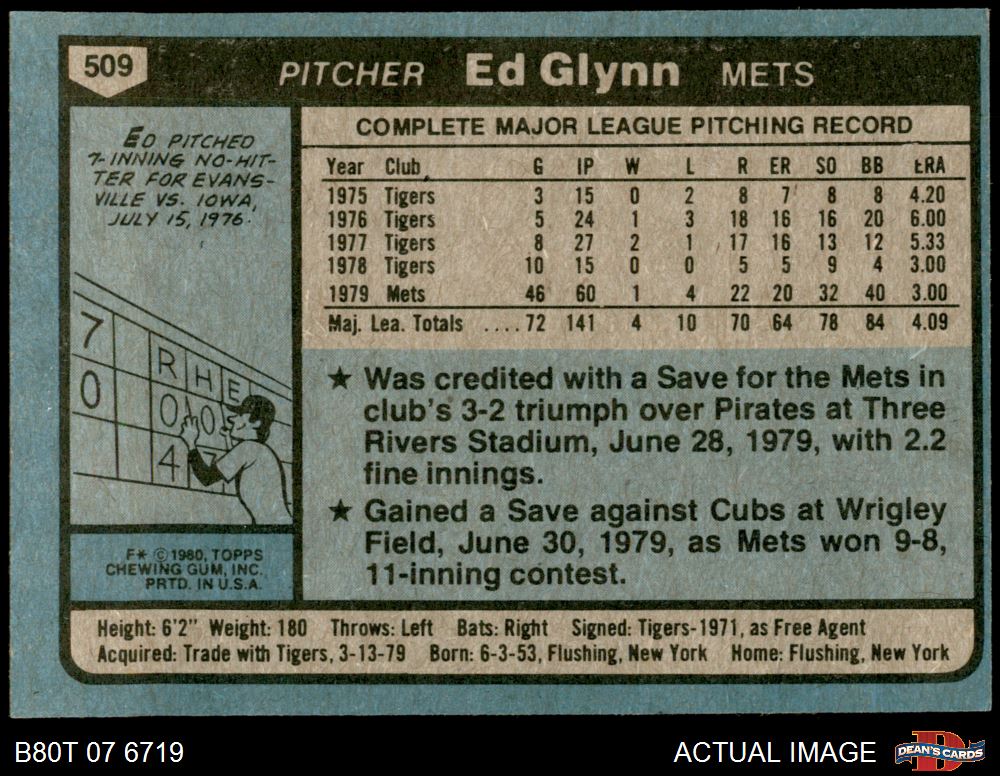 509
PITCHER Ed Glynn METS
ED PITCHED
7-INNING NO-HIT-
TER FOR EVANS-
VILLE VS. IOWA,
JULY 15, 1976.
7
0
R H E
0 0
4
F* © 1980, TOPPS
CHEWING GUM, INC.
PRTD. IN U.S.A.
COMPLETE MAJOR LEAGUE PITCHING RECORD
Year Club G IP W L R ER SO BB ERA
1975 Tigers 3 15 0 2 8 7 8 8 4.20
1976 Tigers 5 24 1 3 18 16 16 20 6.00
1977 Tigers 8 27 2 1 17 16 13 12 5.33
1978 Tigers 10 15 0 0 5 5 9 4 3.00
1979 Mets 46 60 1 4 22 20 32 40 3.00
Maj. Lea. Totals ....72 141 4 10 70 64 78 84 4.09
★ Was credited with a Save for the Mets in
club's 3-2 triumph over Pirates at Three
Rivers Stadium, June 28, 1979, with 2.2
fine innings.
★ Gained a Save against Cubs at Wrigley
Field, June 30, 1979, as Mets won 9-8,
11-inning contest.
Height: 6'2" Weight: 180 Throws: Left Bats: Right Signed: Tigers-1971, as Free Agent
Acquired: Trade with Tigers, 3-13-79 Born: 6-3-53, Flushing, New York Home: Flushing, New York
B80T 07 6719 ACTUAL IMAGE DEAN'S CARDS